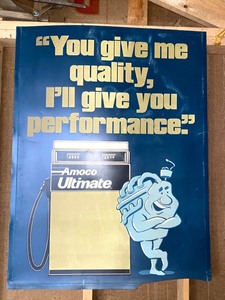 “You give me
quality,
I’ll give you
performance.”
Amoco
Ultimate